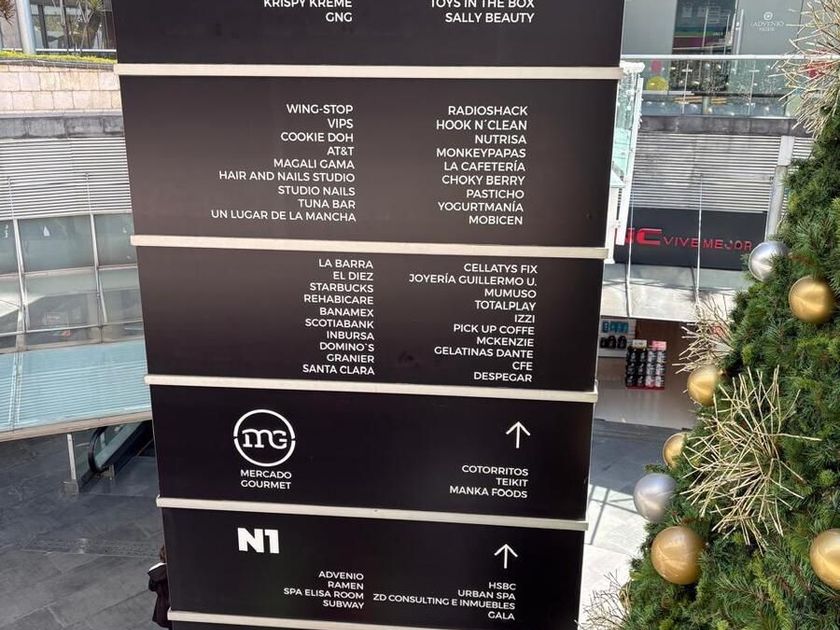 KRISPY KREME
GNG
TOYS IN THE BOX
SALLY BEAUTY
WING-STOP
VIPS
COOKIE DOH
AT&T
MAGALI GAMA
HAIR AND NAILS STUDIO
STUDIO NAILS
TUNA BAR
UN LUGAR DE LA MANCHA
RADIOSHACK
HOOK N´CLEAN
NUTRISA
MONKEYPAPAS
LA CAFETERÍA
CHOKY BERRY
PASTICHO
YOGURTMANÍA
MOBICEN
LA BARRA
EL DIEZ
STARBUCKS
REHABICARE
BANAMEX
SCOTIABANK
INBURSA
DOMINO`S
GRANIER
SANTA CLARA
CELLATYS FIX
JOYERÍA GUILLERMO U.
MUMUSO
TOTALPLAY
IZZI
PICK UP COFFE
MCKENZIE
GELATINAS DANTE
CFE
DESPEGAR
MG
MERCADO
GOURMET
COTORRITOS
TEIKIT
MANKA FOODS
N1
ADVENIO
RAMEN
SPA ELISA ROOM
SUBWAY
HSBC
URBAN SPA
ZD CONSULTING E INMUEBLES
GALA
ADVENIO
VIVE MEJOR